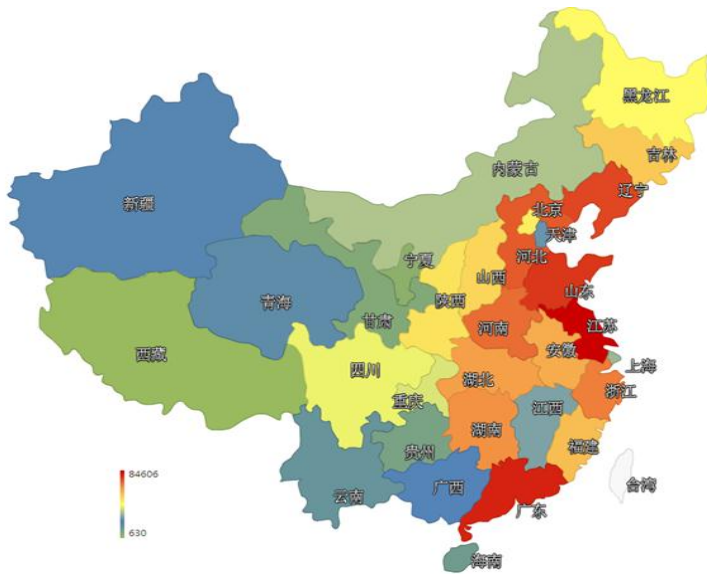 黑龙江
吉林
内蒙古
辽宁
新疆
北京
天津
宁夏
河北
山西
山东
青海
陕西
甘肃
江苏
河南
安徽
西藏
上海
四川
湖北
浙江
重庆
江西
湖南
福建
贵州
84606
台湾
广西
云南
广东
630
海南